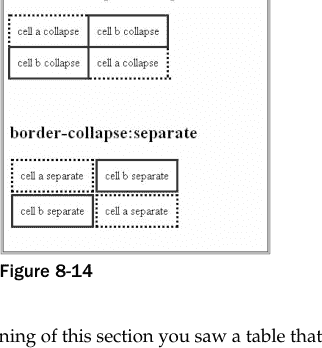 cell a collapse cell b collapse
cell b collapse cell a collapse
border-collapse:separate
cell a separate cell b separate
cell b separate cell a separate
Figure 8-14
ning of this section you saw a table that